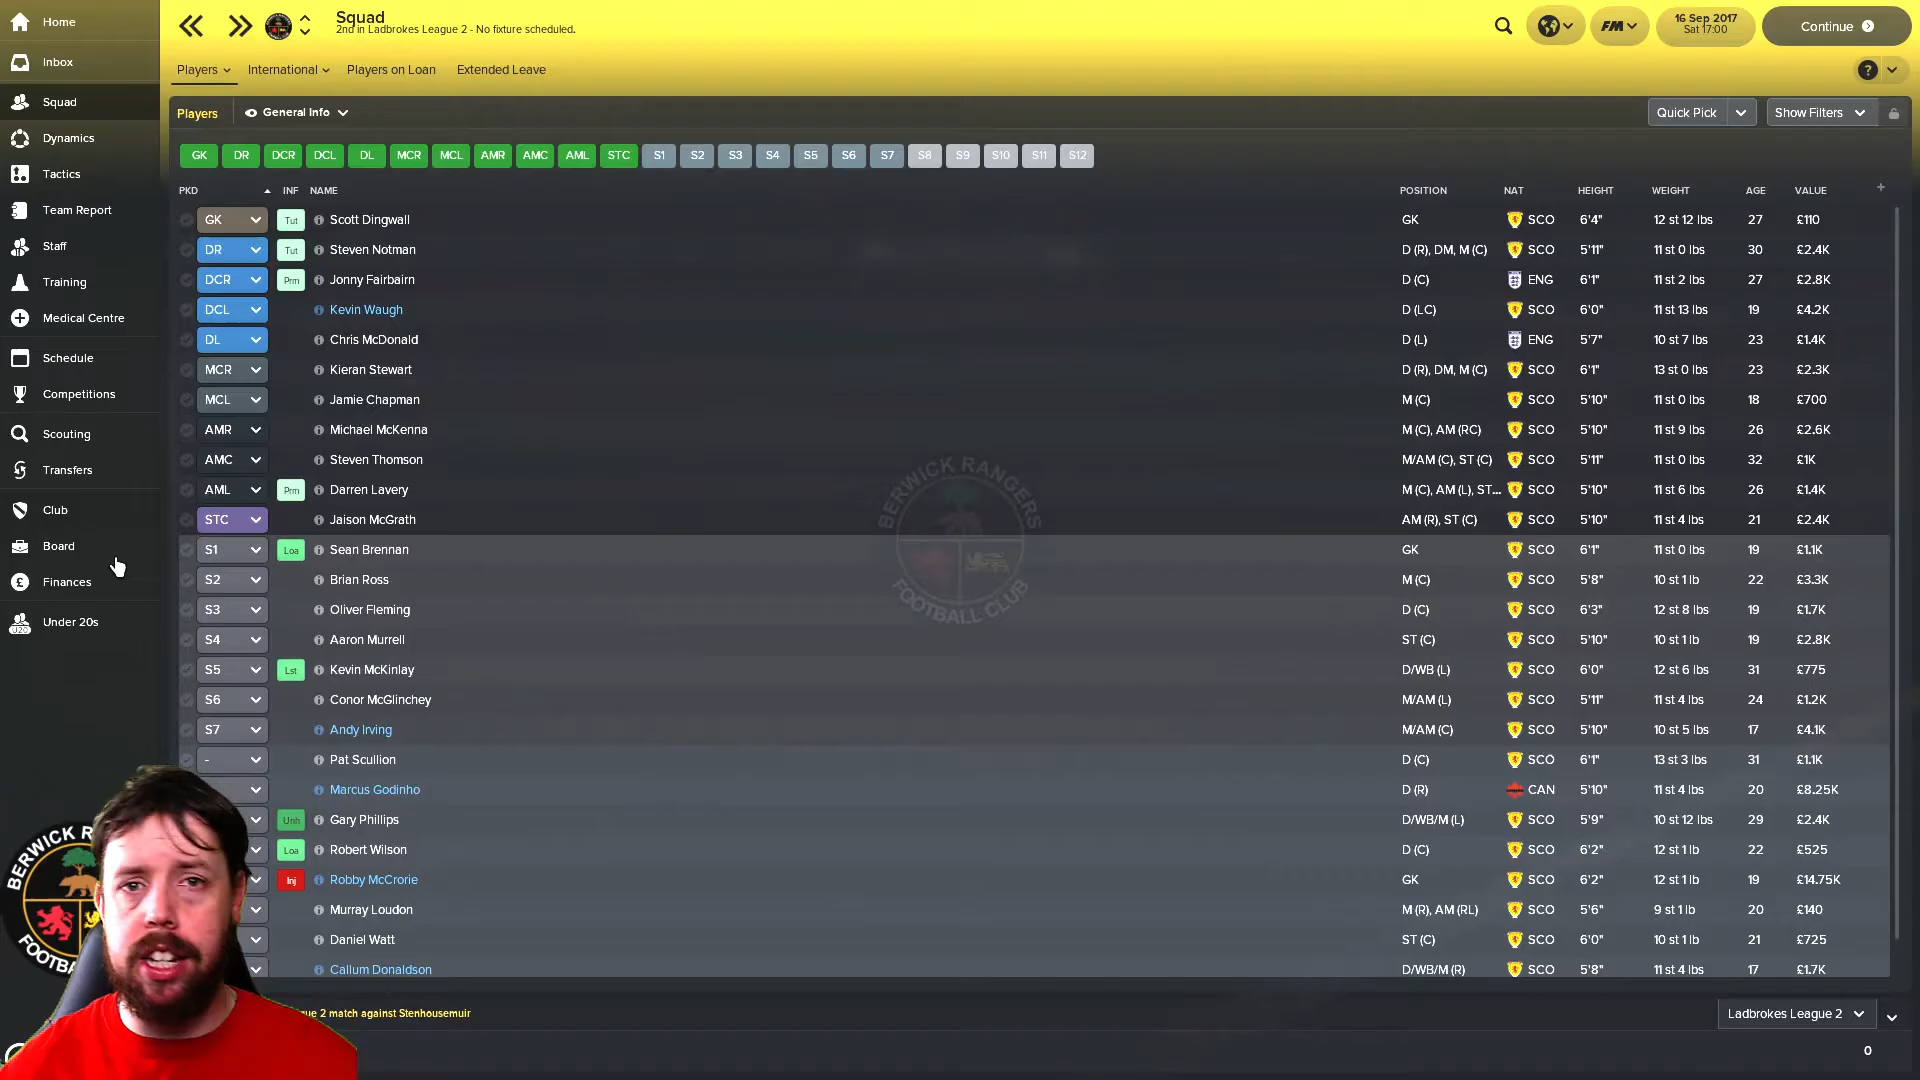 Home
Inbox
Squad
Dynamics
Tactics
Team Report
Staff
Training
Medical Centre
Schedule
Competitions
Scouting
Transfers
Club
Board
Finances
Under 20s
U20
Squad
2nd in Ladbrokes League 2 - No fixture scheduled.
FM
16 Sep 2017
Sat 17:00
Continue
Players International Players on Loan Extended Leave
?
Players General Info Quick Pick Show Filters
GK DR DCR DCL DL MCR MCL AMR AMC AML STC S1 S2 S3 S4 S5 S6 S7 S8 S9 S10 S11 S12
PKD INF NAME POSITION NAT HEIGHT WEIGHT AGE VALUE +
GK Tut Scott Dingwall GK SCO 6'4" 12 st 12 lbs 27 £110
DR Tut Steven Notman D (R), DM, M (C) SCO 5'11" 11 st 0 lbs 30 £2.4K
DCR Prm Jonny Fairbairn D (C) ENG 6'1" 11 st 2 lbs 27 £2.8K
DCL Kevin Waugh D (LC) SCO 6'0" 11 st 13 lbs 19 £4.2K
DL Chris McDonald D (L) ENG 5'7" 10 st 7 lbs 23 £1.4K
MCR Kieran Stewart D (R), DM, M (C) SCO 6'1" 13 st 0 lbs 23 £2.3K
MCL Jamie Chapman M (C) SCO 5'10" 11 st 0 lbs 18 £700
AMR Michael McKenna M (C), AM (RC) SCO 5'10" 11 st 9 lbs 26 £2.6K
AMC Steven Thomson M/AM (C), ST (C) SCO 5'11" 11 st 0 lbs 32 £1K
AML Prm Darren Lavery M (C), AM (L), ST... SCO 5'10" 11 st 6 lbs 26 £1.4K
STC Jaison McGrath AM (R), ST (C) SCO 5'10" 11 st 4 lbs 21 £2.4K
S1 Loa Sean Brennan GK SCO 6'1" 11 st 0 lbs 19 £1.1K
S2 Brian Ross M (C) SCO 5'8" 10 st 1 lb 22 £3.3K
S3 Oliver Fleming D (C) SCO 6'3" 12 st 8 lbs 19 £1.7K
S4 Aaron Murrell ST (C) SCO 5'10" 10 st 1 lb 19 £2.8K
S5 Lst Kevin McKinlay D/WB (L) SCO 6'0" 12 st 6 lbs 31 £775
S6 Conor McGlinchey M/AM (L) SCO 5'11" 11 st 4 lbs 24 £1.2K
S7 Andy Irving M/AM (C) SCO 5'10" 10 st 5 lbs 17 £4.1K
- Pat Scullion D (C) SCO 6'1" 13 st 3 lbs 31 £1.1K
Marcus Godinho D (R) CAN 5'10" 11 st 4 lbs 20 £8.25K
Unh Gary Phillips D/WB/M (L) SCO 5'9" 10 st 12 lbs 29 £2.4K
Loa Robert Wilson D (C) SCO 6'2" 12 st 1 lb 22 £525
Inj Robby McCrorie GK SCO 6'2" 12 st 1 lb 19 £14.75K
Murray Loudon M (R), AM (RL) SCO 5'6" 9 st 1 lb 20 £140
Daniel Watt ST (C) SCO 6'0" 10 st 1 lb 21 £725
Callum Donaldson D/WB/M (R) SCO 5'8" 11 st 4 lbs 17 £1.7K
BERWICK RANGERS
FOOTBALL CLUB
BERWICK RA
FOOTBA
gue 2 match against Stenhousemuir
Ladbrokes League 2
0